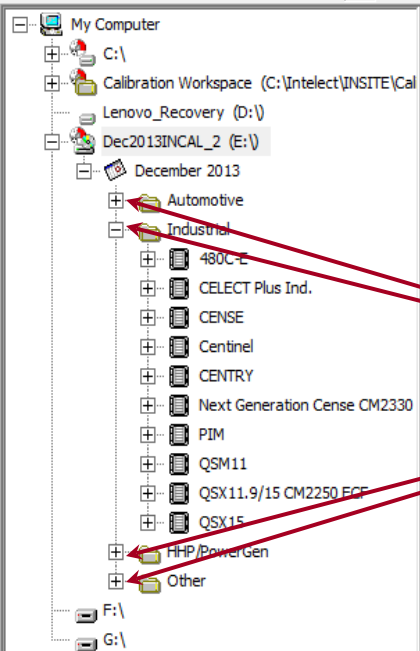 My Computer
C:\
Calibration Workspace (C:\Intelect\INSITE\Cal
Lenovo_Recovery (D:\)
Dec2013INCAL_2 (E:\)
December 2013
Automotive
Industrial
480C-E
CELECT Plus Ind.
CENSE
Centinel
CENTRY
Next Generation Cense CM2330
PIM
QSM11
QSX11.9/15 CM2250 ECF
QSX15
HHP/PowerGen
Other
F:\
G:\